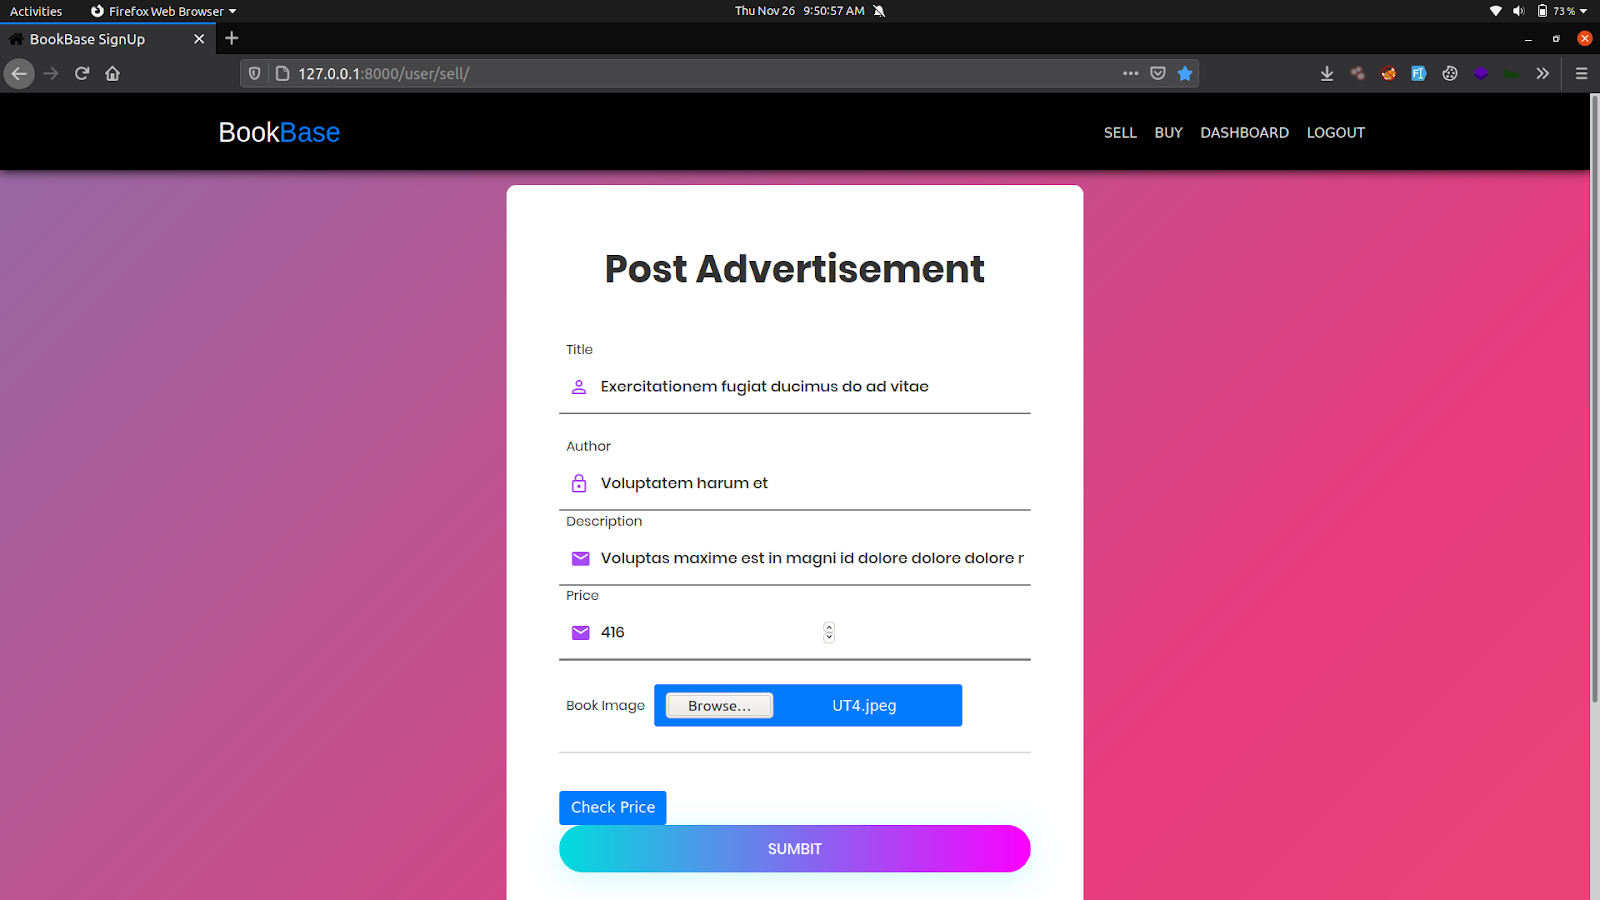 Activities Firefox Web Browser Thu Nov 26 9:50:57 AM 73 %
BookBase SignUp
127.0.0.1:8000/user/sell/
BookBase SELL BUY DASHBOARD LOGOUT
Post Advertisement
Title
Exercitationem fugiat ducimus do ad vitae
Author
Voluptatem harum et
Description
Voluptas maxime est in magni id dolore dolore dolore r
Price
416
Book Image Browse... UT4.jpeg
Check Price
SUMBIT